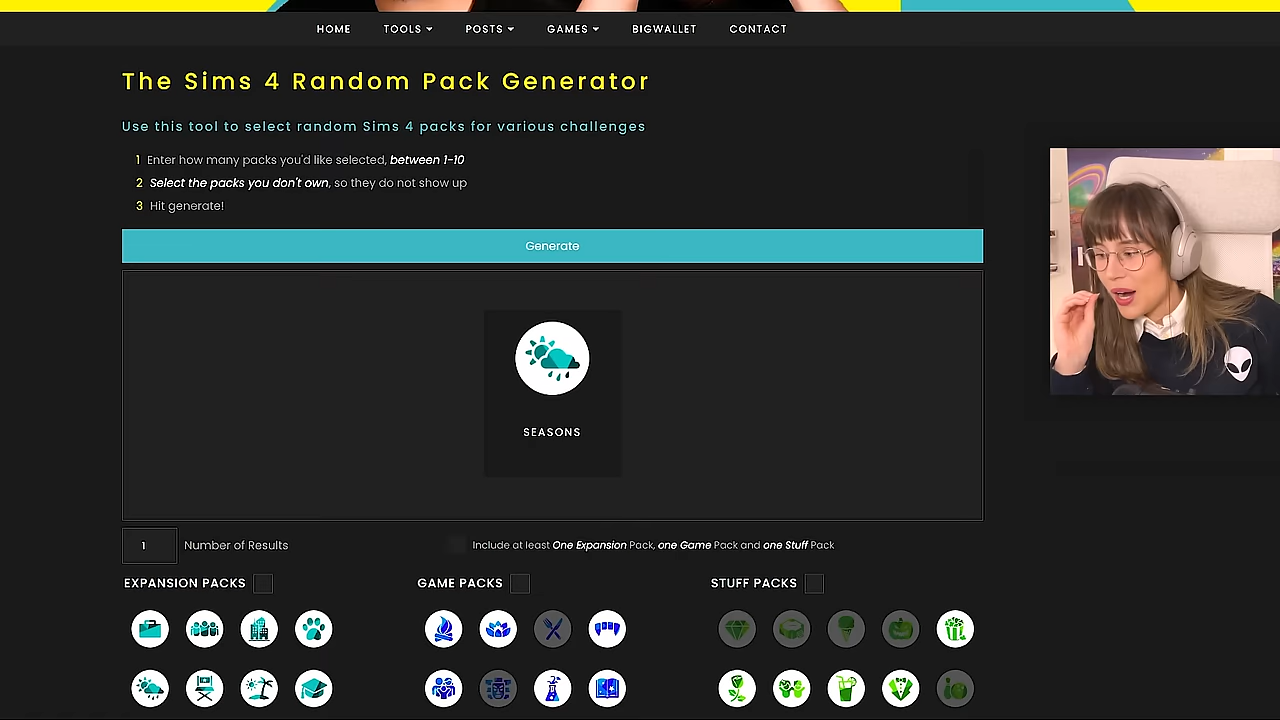 HOME TOOLS POSTS GAMES BIGWALLET CONTACT
The Sims 4 Random Pack Generator
Use this tool to select random Sims 4 packs for various challenges
1 Enter how many packs you'd like selected, between 1-10
2 Select the packs you don't own, so they do not show up
3 Hit generate!
Generate
SEASONS
1 Number of Results
Include at least One Expansion Pack, one Game Pack and one Stuff Pack
EXPANSION PACKS GAME PACKS STUFF PACKS